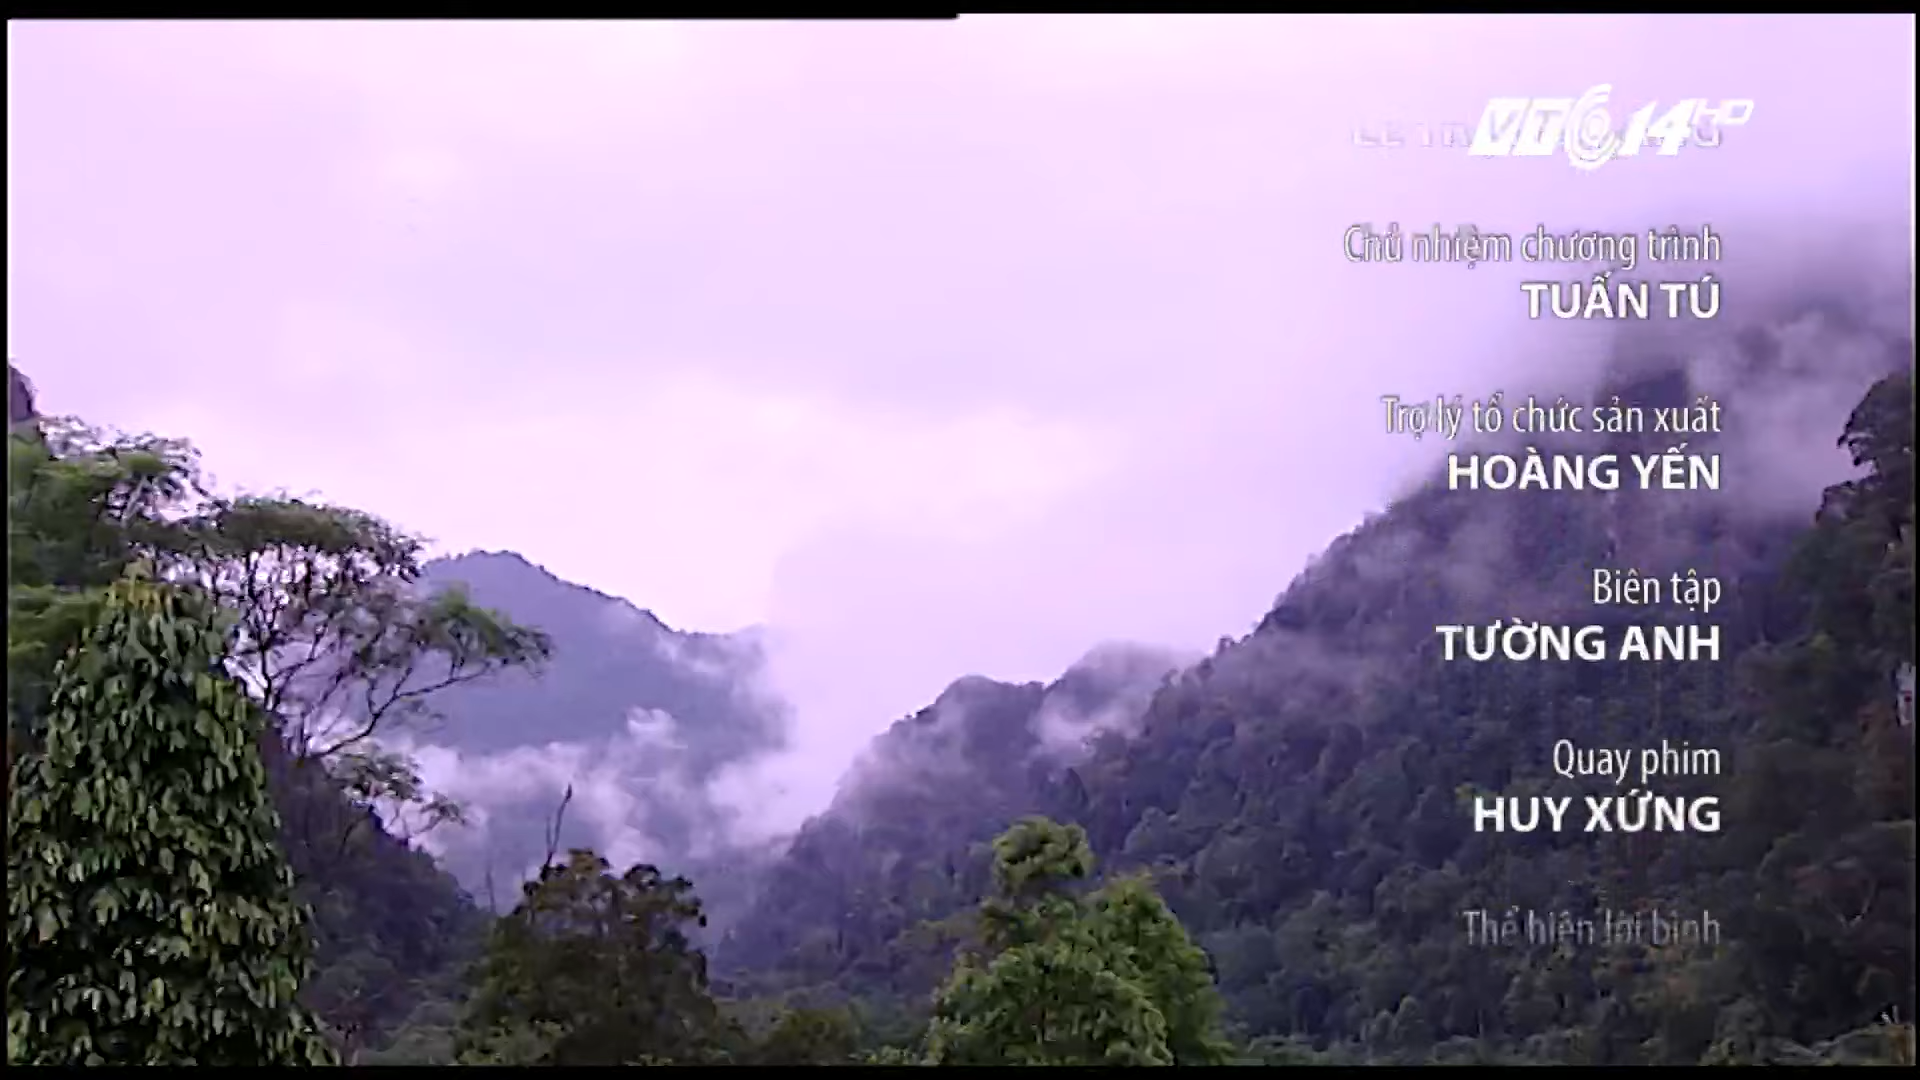 VTC14 HD
Chủ nhiệm chương trình
TUẤN TÚ
Trợ lý tổ chức sản xuất
HOÀNG YẾN
Biên tập
TƯỜNG ANH
Quay phim
HUY XỨNG
Thể hiện lời bình